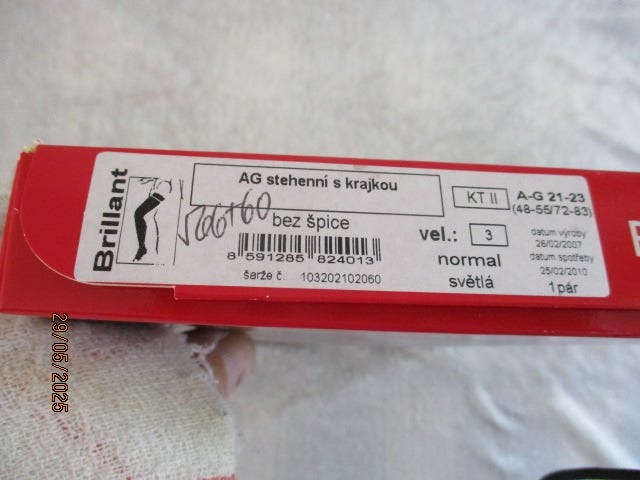 Brillant
AG stehenní s krajkou
bez špice
8 591285 824013
šarže č.: 103202102060
KT II
A-G 21-23
(48-55/72-83)
vel.: 3
normal
světlá
datum výroby
26/02/2007
datum spotřeby
25/02/2010
1 pár
29/05/2025